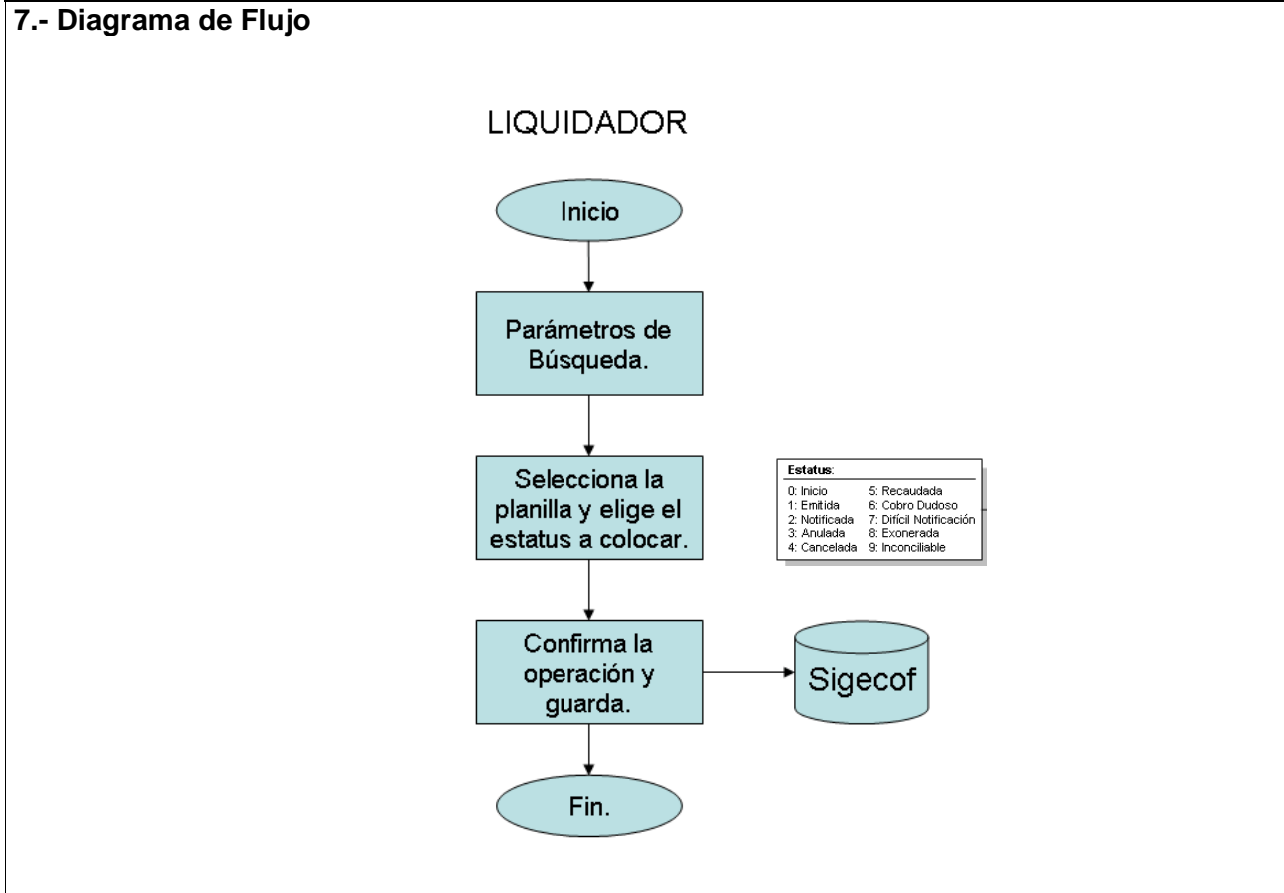 7.- Diagrama de Flujo
LIQUIDADOR
Inicio
Parámetros de
Búsqueda.
Selecciona la
planilla y elige el
estatus a colocar.
Estatus:
0: Inicio 5: Recaudada
1: Emitida 6: Cobro Dudoso
2: Notificada 7: Difícil Notificación
3: Anulada 8: Exonerada
4: Cancelada 9: Inconciliable
Confirma la
operación y
guarda.
Sigecof
Fin.